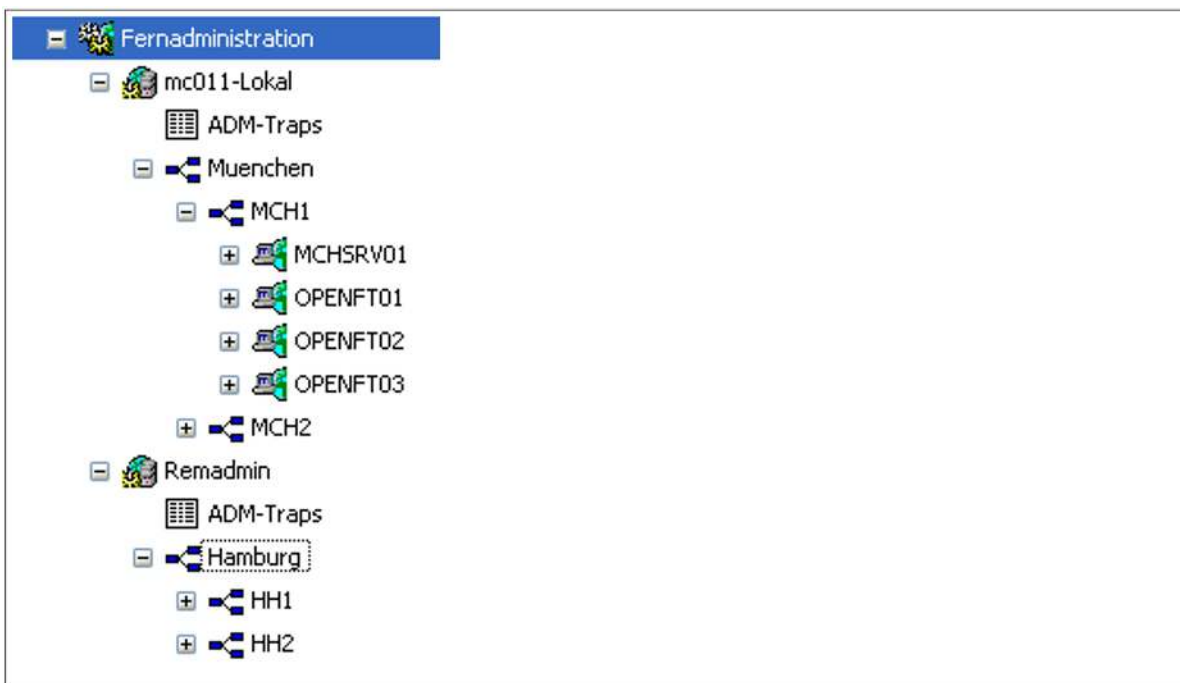 Fernadministration
mc011-Lokal
ADM-Traps
Muenchen
MCH1
MCHSRV01
OPENFT01
OPENFT02
OPENFT03
MCH2
Remadmin
ADM-Traps
Hamburg
HH1
HH2